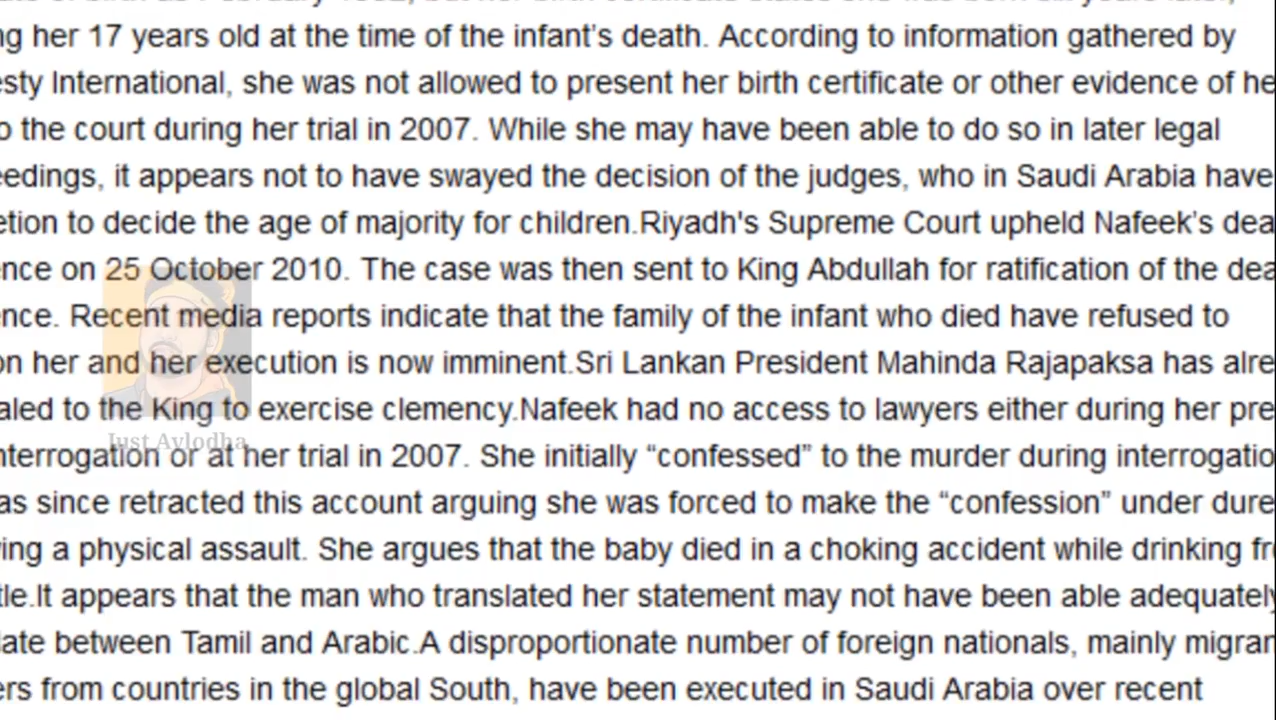 ng her 17 years old at the time of the infant's death. According to information gathered by
esty International, she was not allowed to present her birth certificate or other evidence of he
o the court during her trial in 2007. While she may have been able to do so in later legal
eedings, it appears not to have swayed the decision of the judges, who in Saudi Arabia have
etion to decide the age of majority for children.Riyadh's Supreme Court upheld Nafeek's dea
ence on 25 October 2010. The case was then sent to King Abdullah for ratification of the dea
ence. Recent media reports indicate that the family of the infant who died have refused to
on her and her execution is now imminent.Sri Lankan President Mahinda Rajapaksa has alre
aled to the King to exercise clemency.Nafeek had no access to lawyers either during her pre
Just Aylodha
nterrogation or at her trial in 2007. She initially “confessed” to the murder during interrogatio
as since retracted this account arguing she was forced to make the “confession” under dure
ving a physical assault. She argues that the baby died in a choking accident while drinking fro
tle.It appears that the man who translated her statement may not have been able adequately
late between Tamil and Arabic.A disproportionate number of foreign nationals, mainly migran
ers from countries in the global South, have been executed in Saudi Arabia over recent